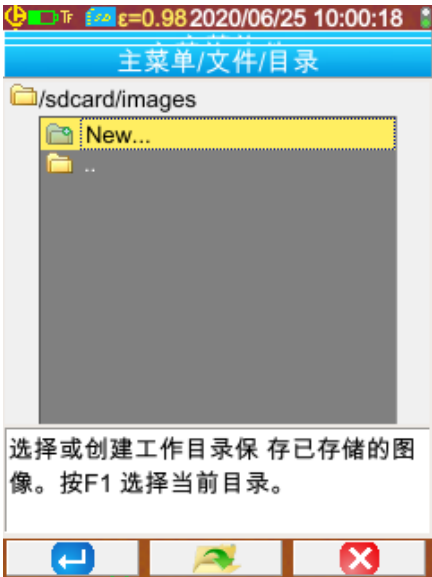 TF ε=0.98 2020/06/25 10:00:18
主菜单/文件/目录
/sdcard/images
New...
..
选择或创建工作目录保 存已存储的图
像。按F1 选择当前目录。